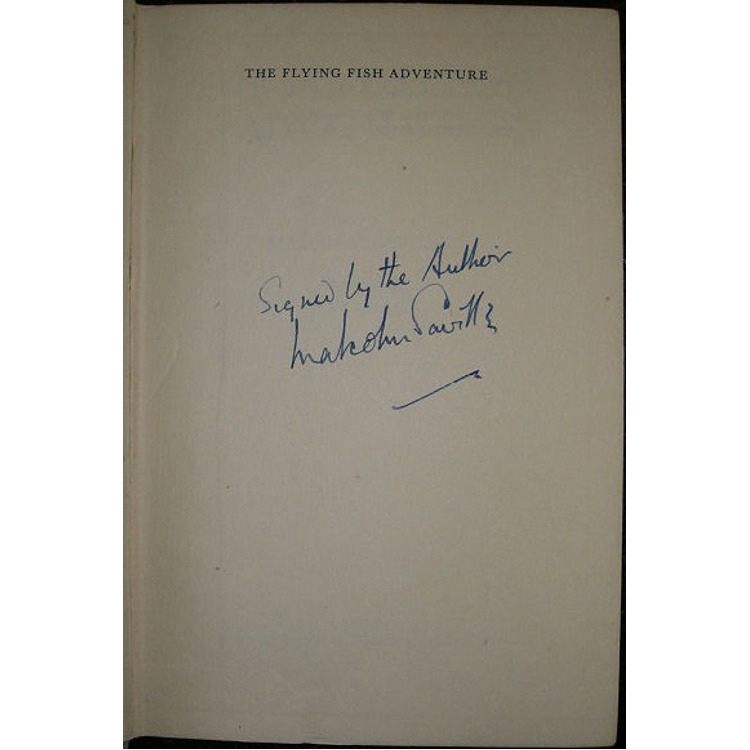 THE FLYING FISH ADVENTURE
Signed by the Author
Malcolm Saville